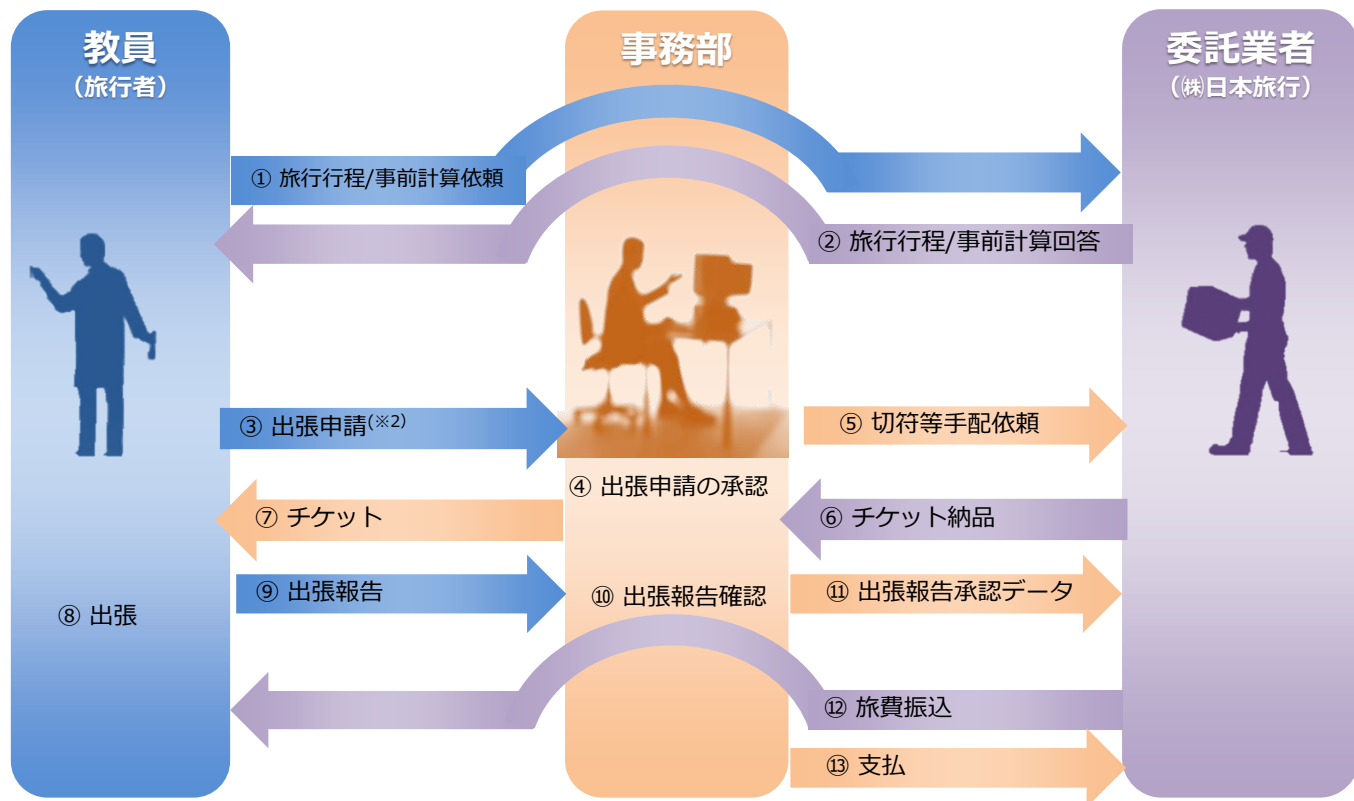 教員
（旅行者）
事務部
委託業者
（㈱日本旅行）
① 旅行行程/事前計算依頼
② 旅行行程/事前計算回答
③ 出張申請(※2)
⑤ 切符等手配依頼
④ 出張申請の承認
⑦ チケット
⑥ チケット納品
⑨ 出張報告
⑩ 出張報告確認
⑪ 出張報告承認データ
⑧ 出張
⑫ 旅費振込
⑬ 支払